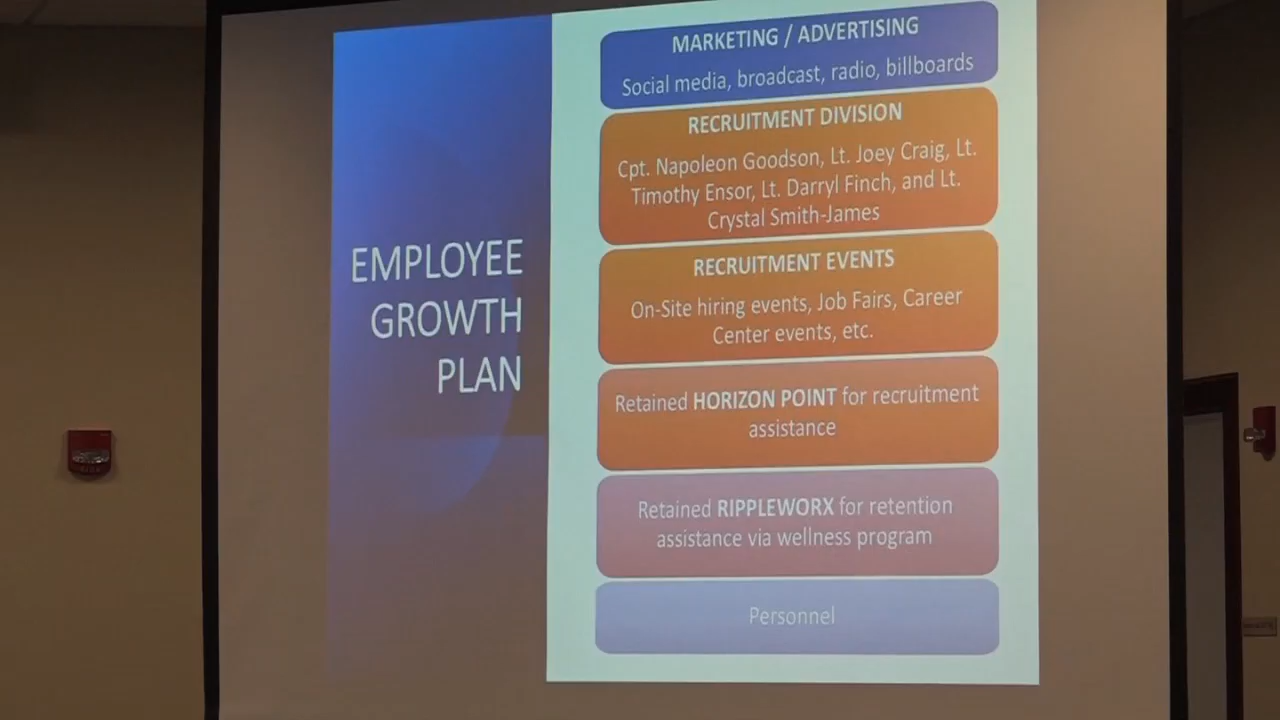 EMPLOYEE
GROWTH
PLAN
MARKETING / ADVERTISING
Social media, broadcast, radio, billboards
RECRUITMENT DIVISION
Cpt. Napoleon Goodson, Lt. Joey Craig, Lt.
Timothy Ensor, Lt. Darryl Finch, and Lt.
Crystal Smith-James
RECRUITMENT EVENTS
On-Site hiring events, Job Fairs, Career
Center events, etc.
Retained HORIZON POINT for recruitment
assistance
Retained RIPPLEWORX for retention
assistance via wellness program
Personnel